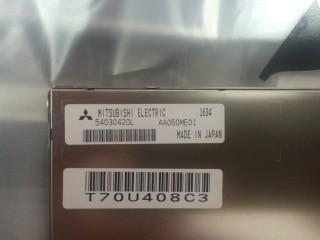 MITSUBISHI ELECTRIC 1634
54030420L AA050ME01
MADE IN JAPAN
T70U408C3